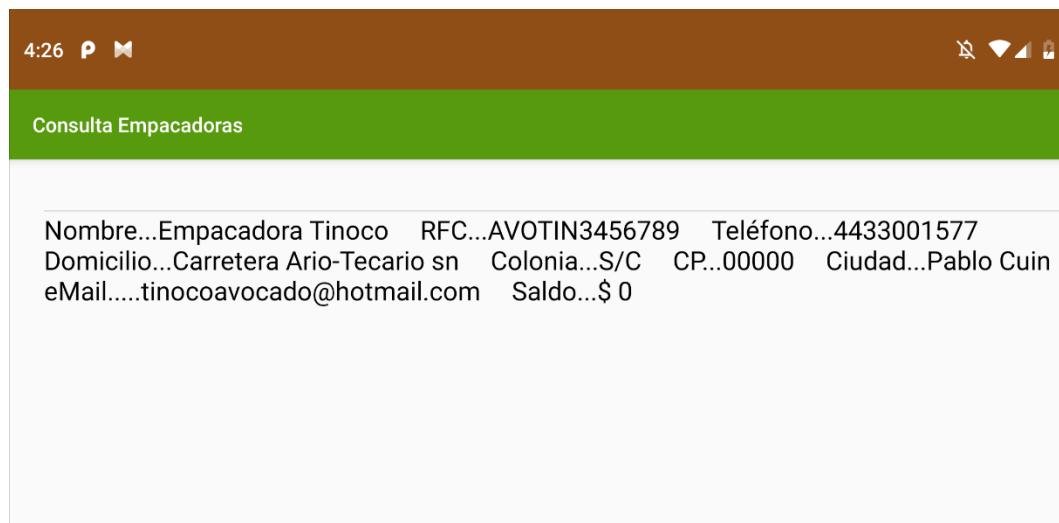 4:26
Consulta Empacadoras
Nombre...Empacadora Tinoco RFC...AVOTIN3456789 Teléfono...4433001577
Domicilio...Carretera Ario-Tecario sn Colonia...S/C CP...00000 Ciudad...Pablo Cuin
eMail.....tinocoavocado@hotmail.com Saldo...$ 0